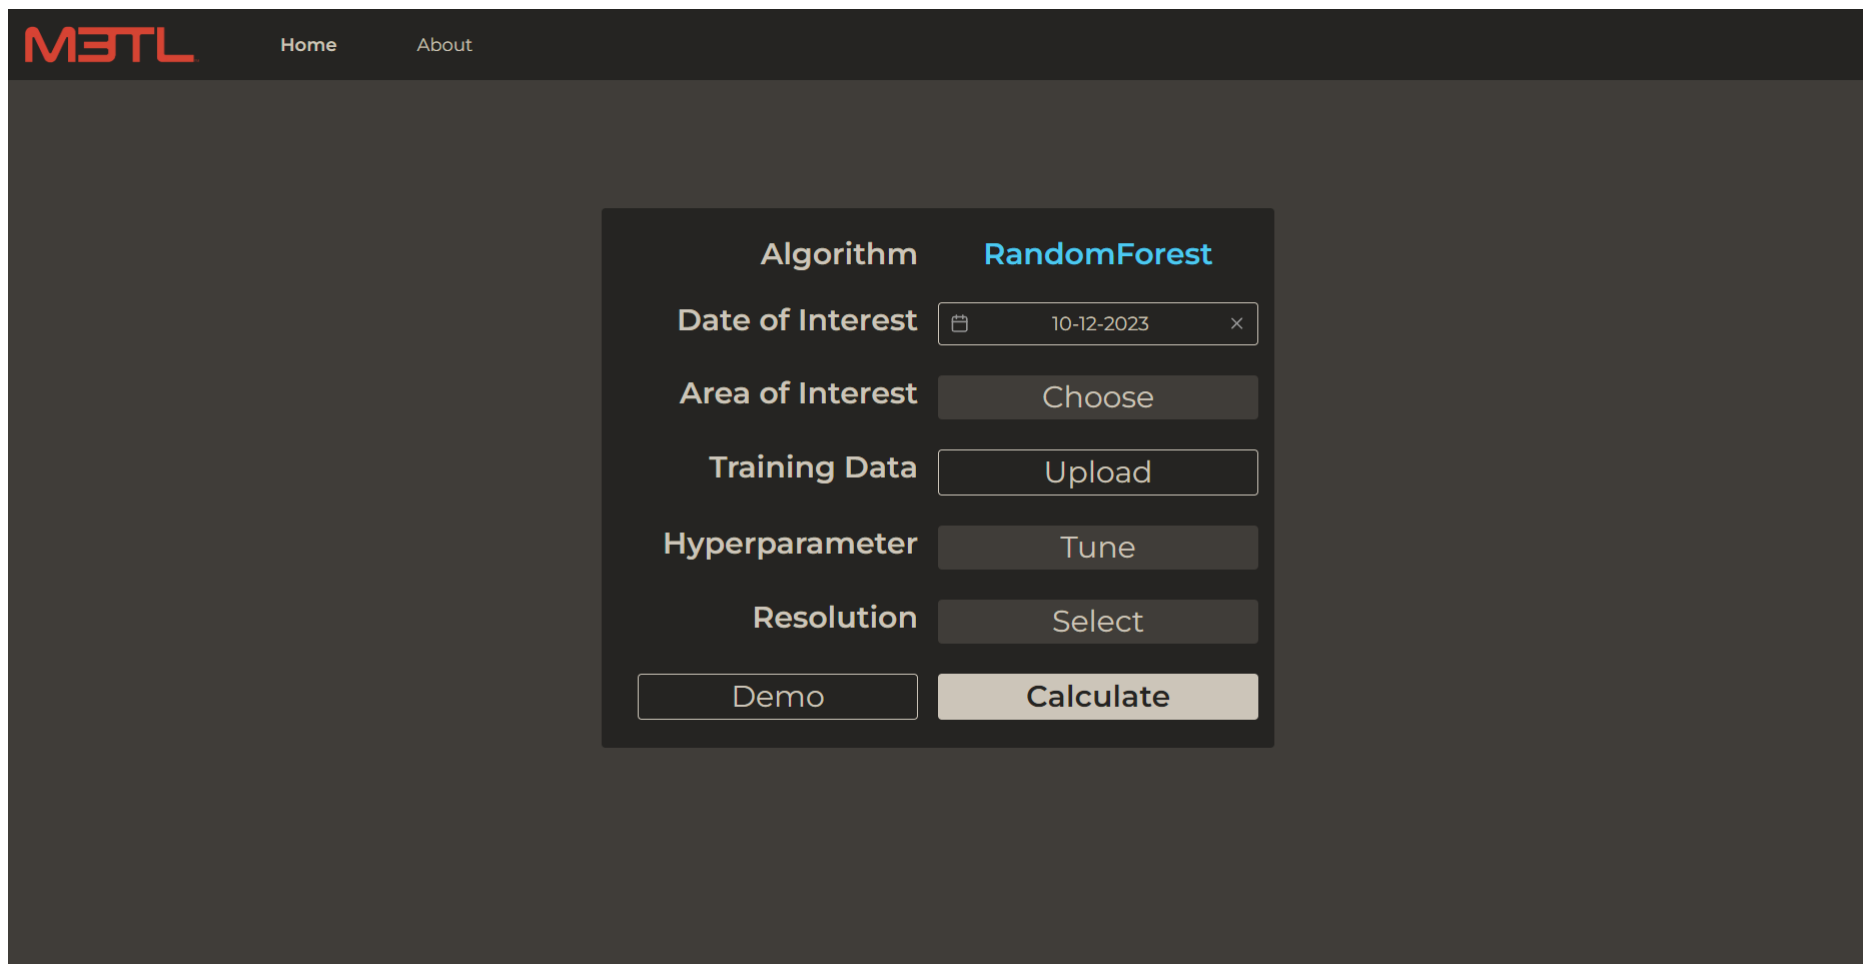 MƎTL Home About
Algorithm RandomForest
Date of Interest 10-12-2023
Area of Interest Choose
Training Data Upload
Hyperparameter Tune
Resolution Select
Demo Calculate